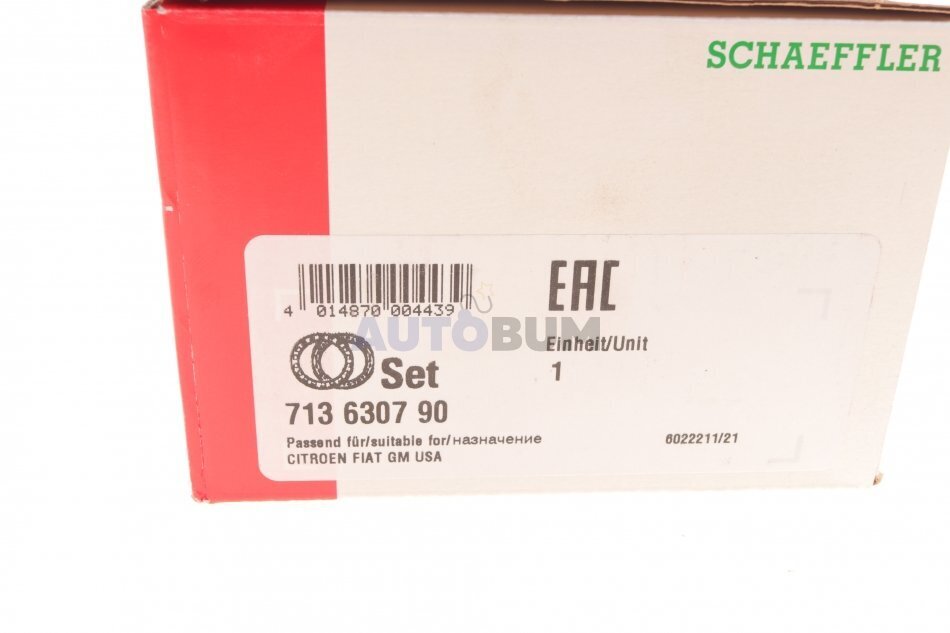 SCHAEFFLER
4 014870 004439
EAC
AUTOBUM
Einheit/Unit
1
Set
713 6307 90
Passend für/suitable for/назначение
6022211/21
CITROEN FIAT GM USA